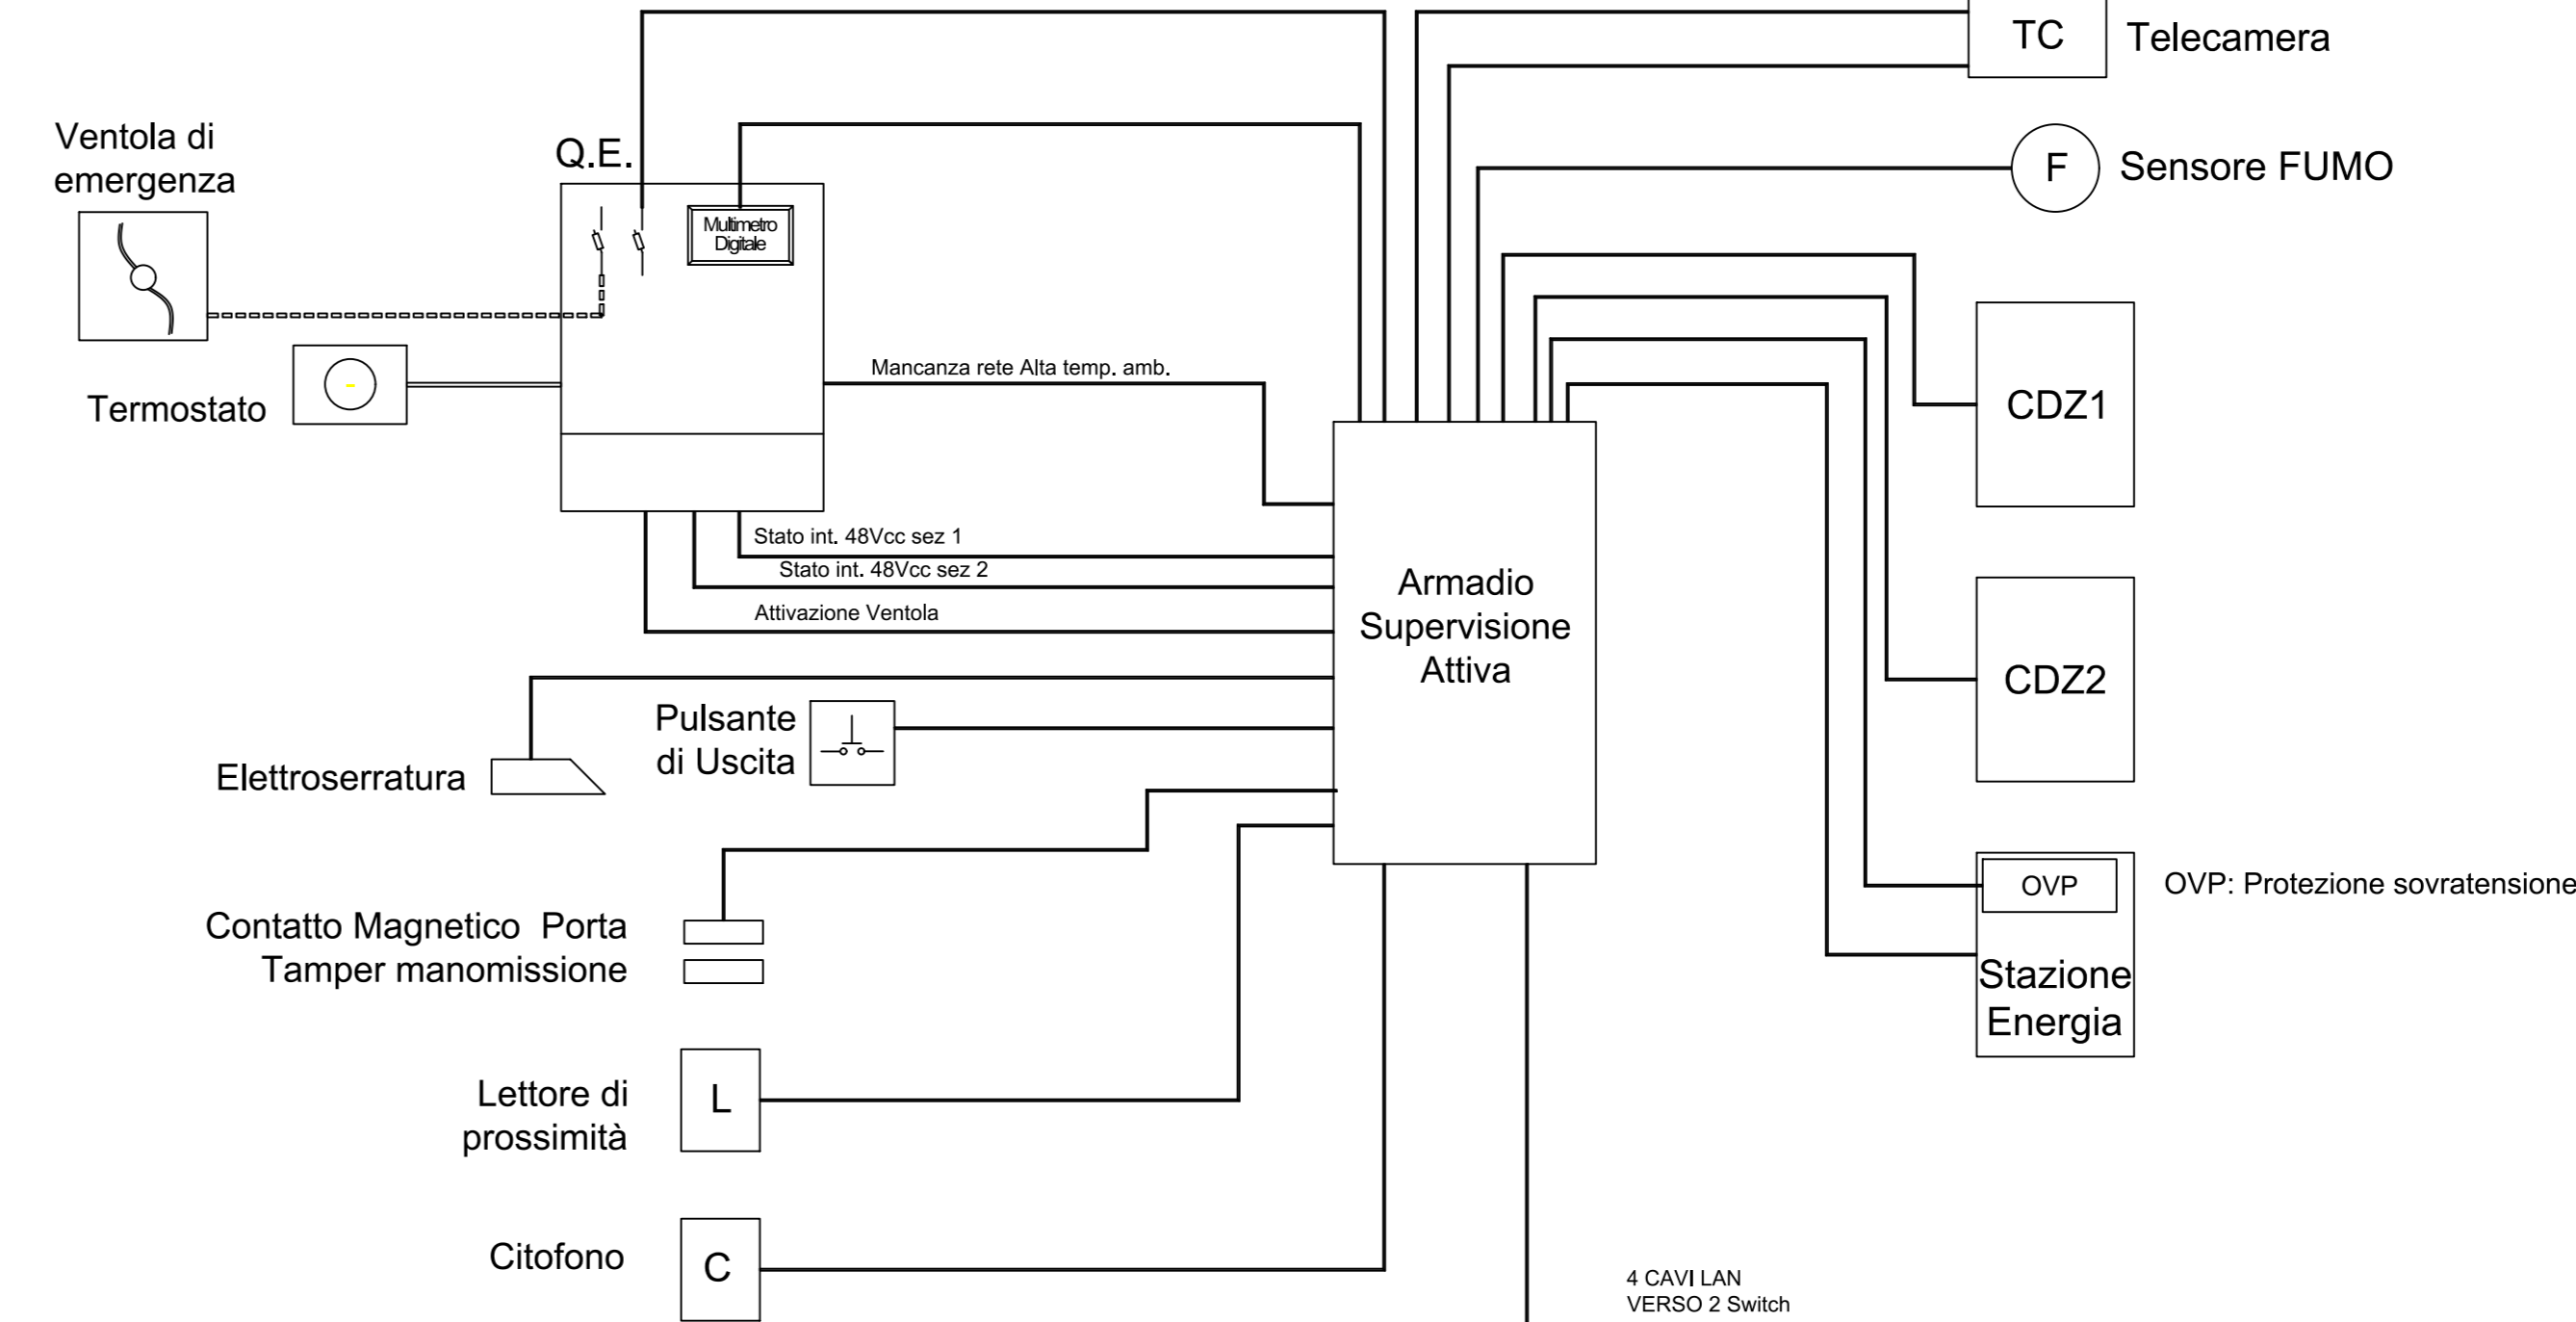 TC
Telecamera
Ventola di
emergenza
Q.E.
F
Sensore FUMO
Multimetro
Digitale
Mancanza rete Alta temp. amb.
Termostato
-
CDZ1
Stato int. 48Vcc sez 1
Stato int. 48Vcc sez 2
Attivazione Ventola
Armadio
Supervisione
Attiva
CDZ2
Pulsante
di Uscita
Elettroserratura
OVP
OVP: Protezione sovratensione
Contatto Magnetico Porta
Tamper manomissione
Stazione
Energia
Lettore di
prossimità
L
Citofono
C
4 CAVI LAN
VERSO 2 Switch